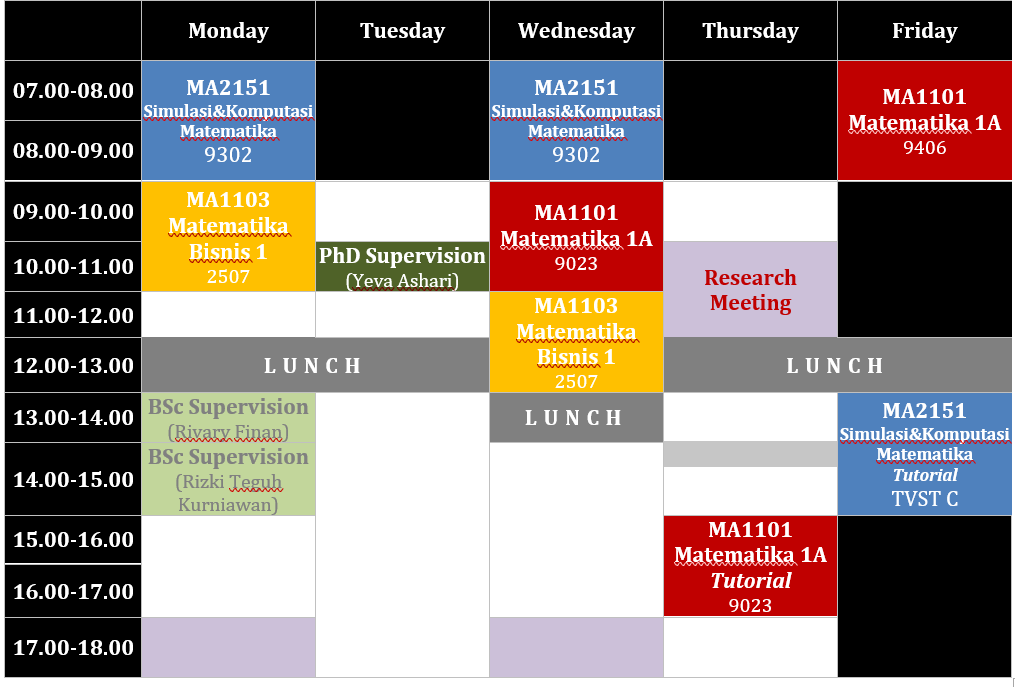 Monday Tuesday Wednesday Thursday Friday
07.00-08.00
08.00-09.00
MA2151
Simulasi&Komputasi
Matematika
9302
MA2151
Simulasi&Komputasi
Matematika
9302
MA1101
Matematika 1A
9406
09.00-10.00
10.00-11.00
MA1103
Matematika
Bisnis 1
2507
PhD Supervision
(Yeva Ashari)
MA1101
Matematika 1A
9023
Research
Meeting
11.00-12.00
MA1103
Matematika
Bisnis 1
2507
12.00-13.00
L U N C H
L U N C H
13.00-14.00
BSc Supervision
(Rivary Finan)
L U N C H
MA2151
Simulasi&Komputasi
Matematika
Tutorial
TVST C
14.00-15.00
BSc Supervision
(Rizki Teguh
Kurniawan)
15.00-16.00
16.00-17.00
MA1101
Matematika 1A
Tutorial
9023
17.00-18.00